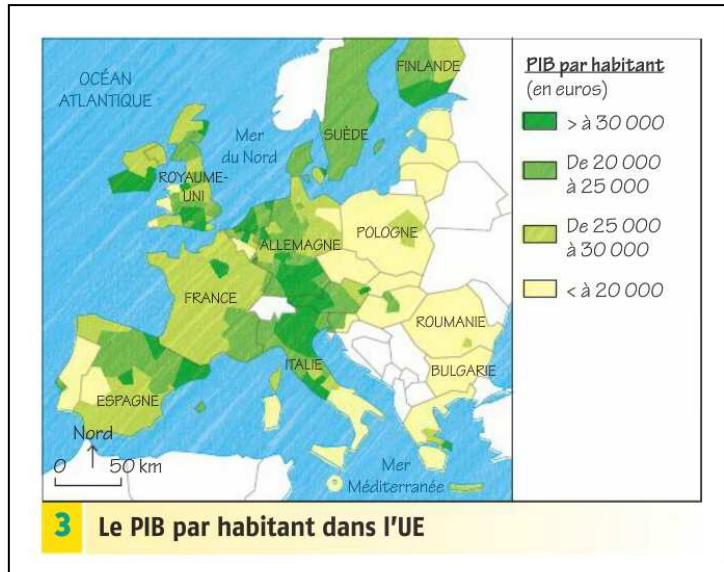 OCÉAN
ATLANTIQUE
Mer
du Nord
FINLANDE
SUÈDE
ROYAUME-
UNI
ALLEMAGNE
POLOGNE
FRANCE
ROUMANIE
ITALIE
BULGARIE
ESPAGNE
Nord
0 50 km
Mer
Méditerranée
PIB par habitant
(en euros)
> à 30 000
De 20 000
à 25 000
De 25 000
à 30 000
< à 20 000
3 Le PIB par habitant dans l'UE